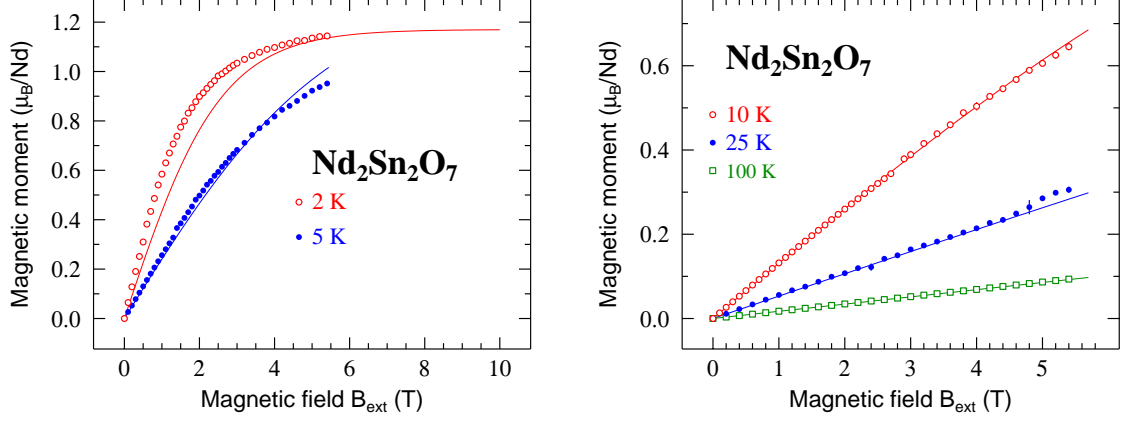 1.2
1.0
0.8
0.6
0.4
0.2
0.0
Magnetic moment (μB/Nd)
Nd2Sn2O7
2 K
5 K
0 2 4 6 8 10
Magnetic field Bext (T)
0.6
0.4
0.2
0.0
Magnetic moment (μB/Nd)
Nd2Sn2O7
10 K
25 K
100 K
0 1 2 3 4 5
Magnetic field Bext (T)